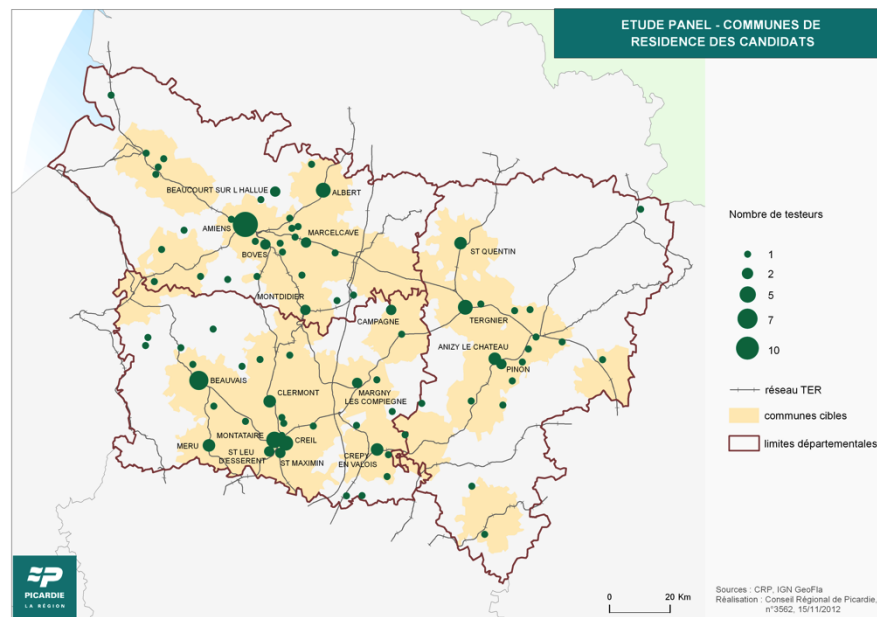 ETUDE PANEL - COMMUNES DE
RESIDENCE DES CANDIDATS
BEAUCOURT SUR L HALLUE
ALBERT
AMIENS
MARCELCAVE
BOVES
ST QUENTIN
MONTDIDIER
CAMPAGNE
TERGNIER
ANIZY LE CHATEAU
PINON
BEAUVAIS
CLERMONT
MARGNY
LES COMPIEGNE
MONTATAIRE
CREIL
MERU
ST LEU
D'ESSERENT
ST MAXIMIN
CREPY
EN VALOIS
Nombre de testeurs
1
2
5
7
10
réseau TER
communes cibles
limites départementales
PICARDIE
LA RÉGION
0
20 Km
Sources : CRP, IGN GeoFla
Réalisation : Conseil Régional de Picardie,
n°3562, 15/11/2012